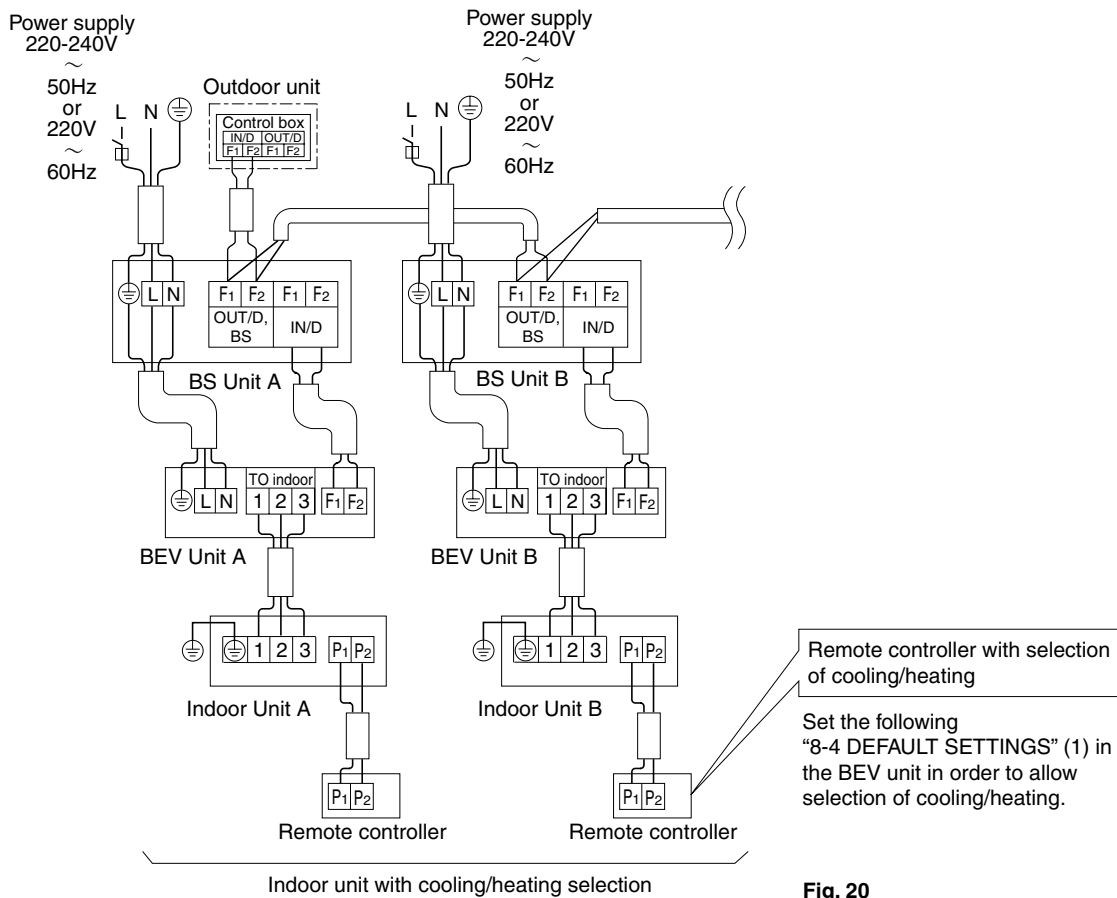 Power supply
220-240V
~
50Hz
or
220V
~
60Hz
L N
Outdoor unit
Control box
IN/D OUT/D
F1 F2 F1 F2
Power supply
220-240V
~
50Hz
or
220V
~
60Hz
L N
L N
F1 F2 F1 F2
OUT/D,
BS
IN/D
BS Unit A
L N
F1 F2 F1 F2
OUT/D,
BS
IN/D
BS Unit B
TO indoor
L N 1 2 3 F1 F2
BEV Unit A
TO indoor
L N 1 2 3 F1 F2
BEV Unit B
1 2 3 P1 P2
Indoor Unit A
1 2 3 P1 P2
Indoor Unit B
P1 P2
Remote controller
P1 P2
Remote controller
Remote controller with selection
of cooling/heating
Set the following
“8-4 DEFAULT SETTINGS” (1) in
the BEV unit in order to allow
selection of cooling/heating.
Indoor unit with cooling/heating selection
Fig. 20